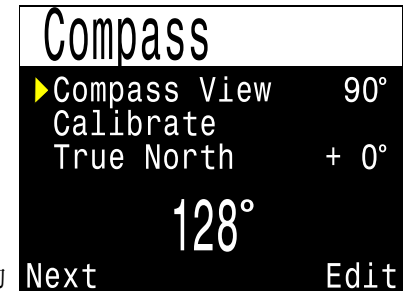 Compass
Compass View 90°
Calibrate
True North + 0°
128°
Next Edit